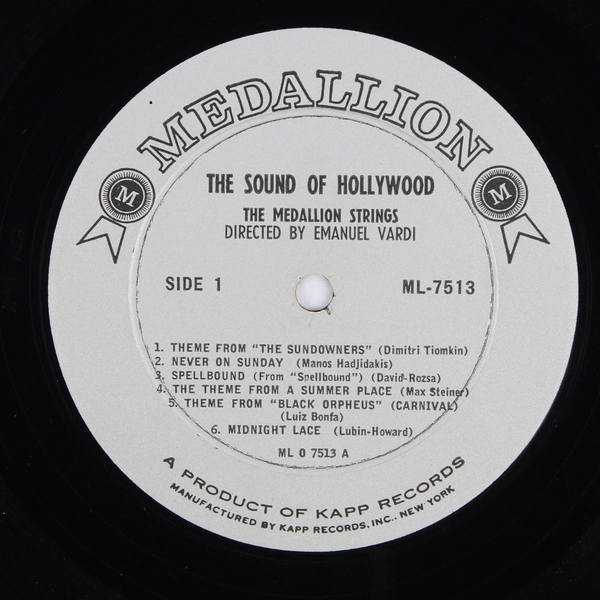 MEDALLION
M
M
THE SOUND OF HOLLYWOOD
THE MEDALLION STRINGS
DIRECTED BY EMANUEL VARDI
SIDE 1
ML-7513
1. THEME FROM "THE SUNDOWNERS" (Dimitri Tiomkin)
2. NEVER ON SUNDAY (Manos Hadjidakis)
3. SPELLBOUND (From "Spellbound") (David-Rozsa)
4. THE THEME FROM A SUMMER PLACE (Max Steiner)
5. THEME FROM "BLACK ORPHEUS" (CARNIVAL)
(Luiz Bonfa)
6. MIDNIGHT LACE (Lubin-Howard)
ML O 7513 A
A PRODUCT OF KAPP RECORDS
MANUFACTURED BY KAPP RECORDS, INC., NEW YORK